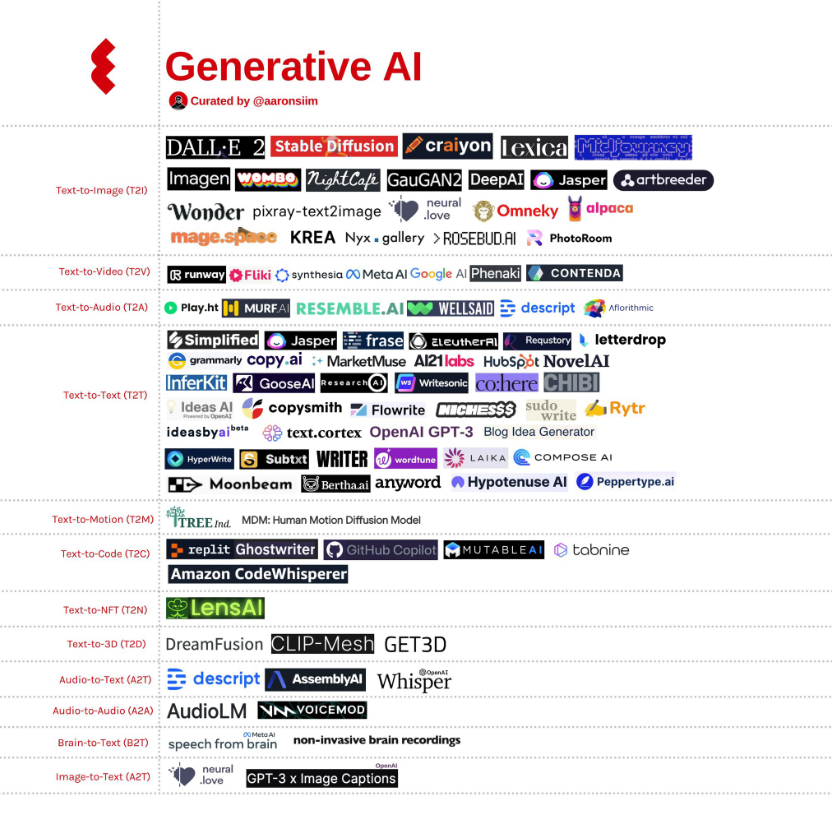 Generative AI
Curated by @aaronsiim
Text-to-Image (T2I)
DALL·E 2 Stable Diffusion craiyon Lexica Midjourney
Imagen WOMBO NightCafe GauGAN2 DeepAI Jasper artbreeder
Wonder pixray-text2image neural .love Omneky alpaca
mage.space KREA Nyx.gallery >ROSEBUD.AI PhotoRoom
Text-to-Video (T2V)
runway Fliki synthesia Meta AI Google AI Phenaki CONTENDA
Text-to-Audio (T2A)
Play.ht MURF.AI RESEMBLE.AI WELLSAID descript Aflorithmic
Text-to-Text (T2T)
Simplified Jasper frase EleutherAI Requstory letterdrop
grammarly copy.ai MarketMuse AI21labs HubSpot NovelAI
InferKit GooseAI Research AI Writesonic co:here CHIBI
Ideas AI Powered by OpenAI copysmith Flowrite NICHESSS sudo write Rytr
ideasbyai beta text.cortex OpenAI GPT-3 Blog Idea Generator
HyperWrite Subtxt WRITER wordtune LAIKA COMPOSE AI
Moonbeam Bertha.ai anyword Hypotenuse AI Peppertype.ai
Text-to-Motion (T2M)
TREE Ind. MDM: Human Motion Diffusion Model
Text-to-Code (T2C)
replit Ghostwriter GitHub Copilot MUTABLEAI tabnine
Amazon CodeWhisperer
Text-to-NFT (T2N)
LensAI
Text-to-3D (T2D)
DreamFusion CLIP-Mesh GET3D
Audio-to-Text (A2T)
descript AssemblyAI Whisper OpenAI
Audio-to-Audio (A2A)
AudioLM VOICEMOD
Brain-to-Text (B2T)
Meta AI
speech from brain non-invasive brain recordings
Image-to-Text (A2T)
neural .love OpenAI
GPT-3 x Image Captions